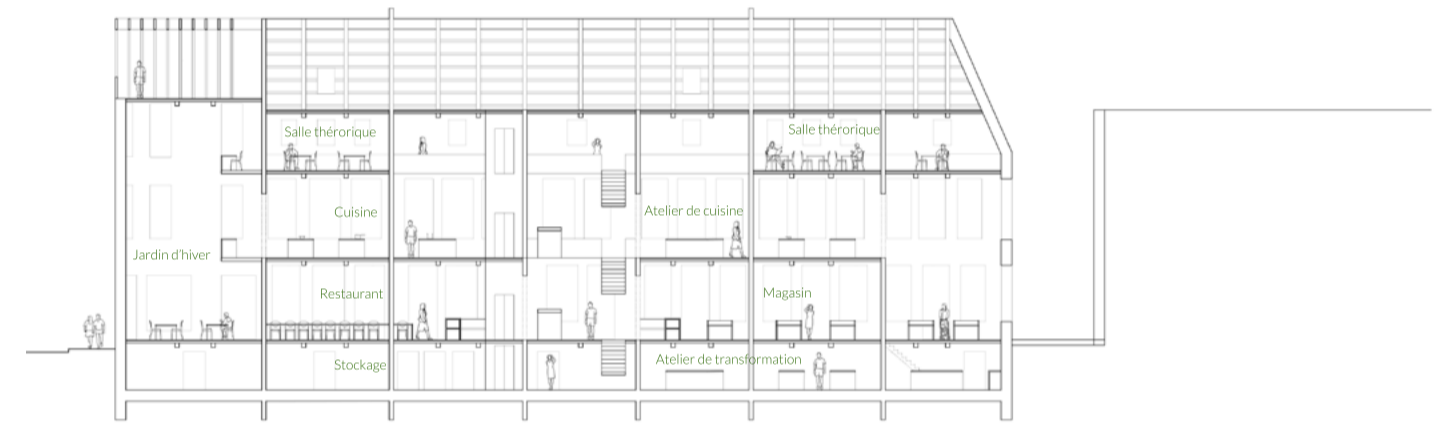 Salle thérorique
Salle thérorique
Cuisine
Atelier de cuisine
Jardin d'hiver
Restaurant
Magasin
Stockage
Atelier de transformation